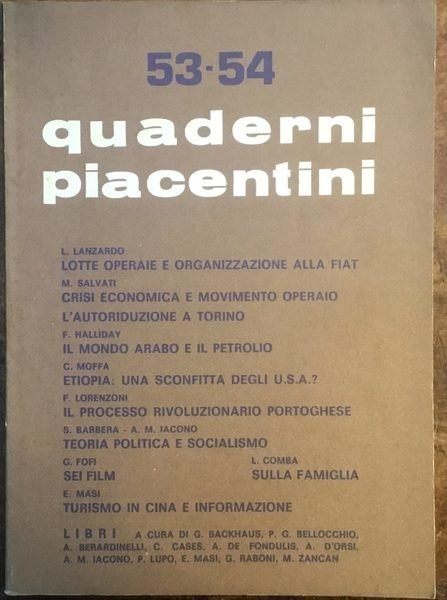 53-54
quaderni
piacentini
L. LANZARDO
LOTTE OPERAIE E ORGANIZZAZIONE ALLA FIAT
M. SALVATI
CRISI ECONOMICA E MOVIMENTO OPERAIO
L'AUTORIDUZIONE A TORINO
F. HALLIDAY
IL MONDO ARABO E IL PETROLIO
C. MOFFA
ETIOPIA: UNA SCONFITTA DEGLI U.S.A.?
F. LORENZONI
IL PROCESSO RIVOLUZIONARIO PORTOGHESE
S. BARBERA - A. M. IACONO
TEORIA POLITICA E SOCIALISMO
G. FOFI L. COMBA
SEI FILM SULLA FAMIGLIA
E. MASI
TURISMO IN CINA E INFORMAZIONE
LIBRI A CURA DI G. BACKHAUS, P. G. BELLOCCHIO,
A. BERARDINELLI, C. CASES, A. DE FONDULIS, A. D'ORSI,
A. M. IACONO, P. LUPO, E. MASI, G. RABONI, M. ZANCAN